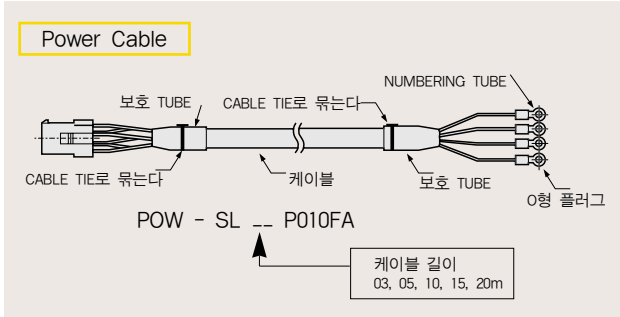 Power Cable
NUMBERING TUBE
보호 TUBE
CABLE TIE로 묶는다
CABLE TIE로 묶는다
케이블
보호 TUBE
O형 플러그
POW - SL __ P010FA
케이블 길이
03, 05, 10, 15, 20m